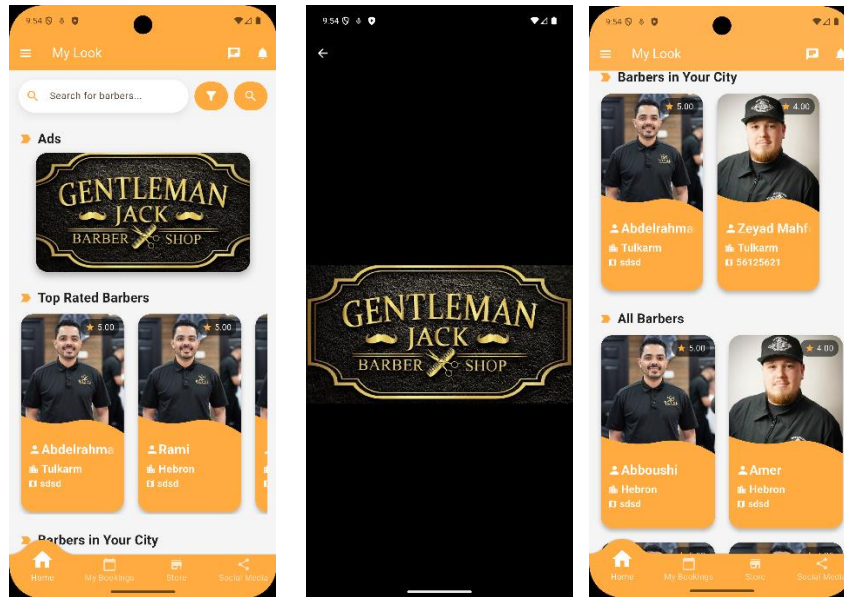 9:54
My Look
Search for barbers...
Ads
GENTLEMAN
JACK
BARBER SHOP
Top Rated Barbers
5.00
5.00
Abdelrahma
Rami
Tulkarm
Hebron
sdsd
sdsd
Barbers in Your City
Home
My Bookings
Store
Social Media
9:54
GENTLEMAN
JACK
BARBER SHOP
9:54
My Look
Barbers in Your City
5.00
4.00
Abdelrahma
Zeyad Mahf
Tulkarm
Tulkarm
sdsd
56125621
All Barbers
5.00
4.00
Abboushi
Amer
Hebron
Hebron
sdsd
sdsd
Home
My Bookings
Store
Social Media